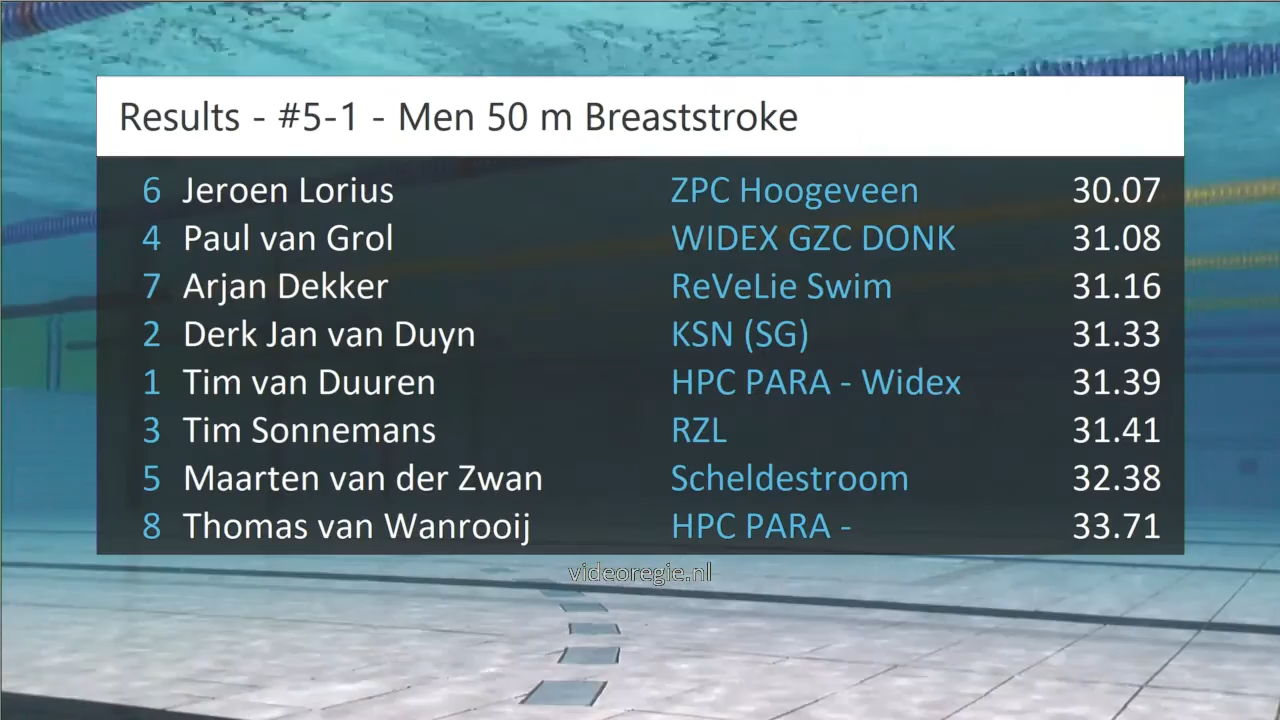 Results - #5-1 - Men 50 m Breaststroke
6 Jeroen Lorius ZPC Hoogeveen 30.07
4 Paul van Grol WIDEX GZC DONK 31.08
7 Arjan Dekker ReVeLie Swim 31.16
2 Derk Jan van Duyn KSN (SG) 31.33
1 Tim van Duuren HPC PARA - Widex 31.39
3 Tim Sonnemans RZL 31.41
5 Maarten van der Zwan Scheldestroom 32.38
8 Thomas van Wanrooij HPC PARA - 33.71
videoregie.nl